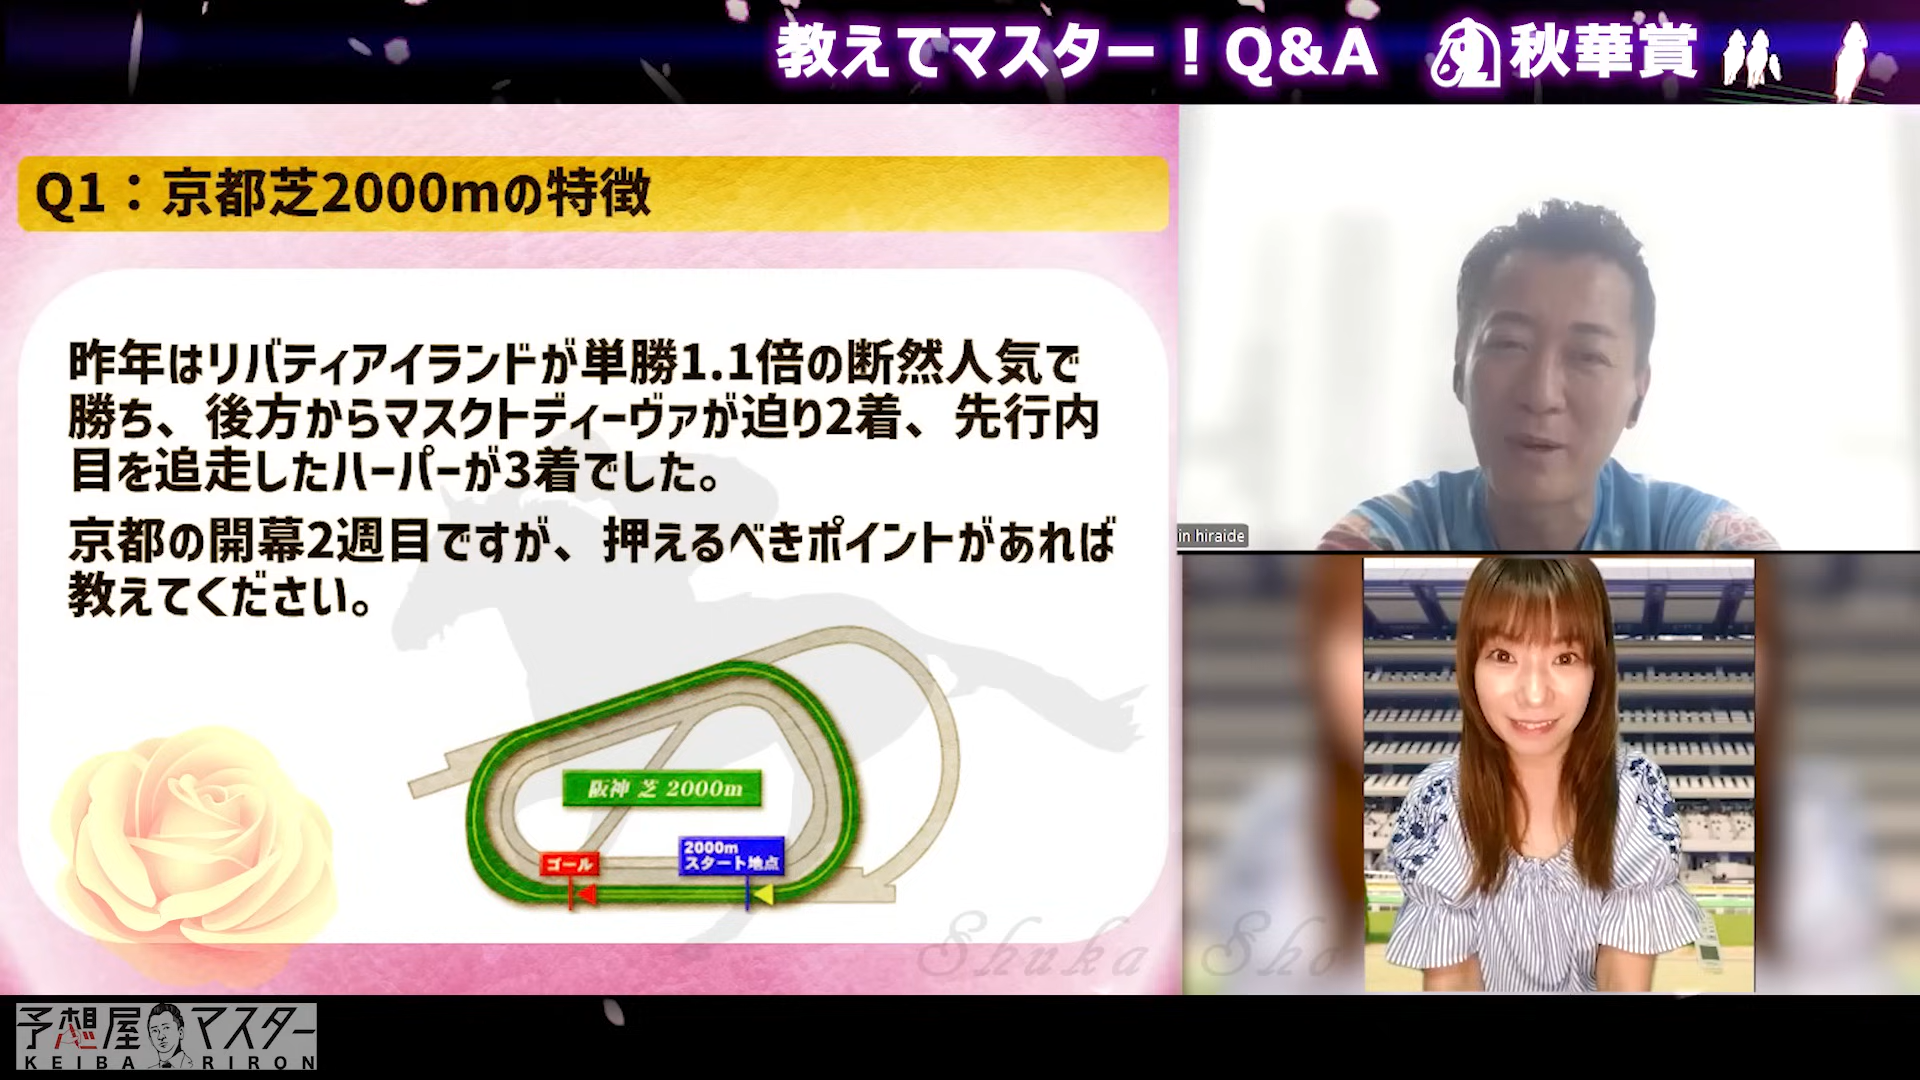 教えてマスター！Q&A 秋華賞
Q1：京都芝2000mの特徴
昨年はリバティアイランドが単勝1.1倍の断然人気で
勝ち、後方からマスクトディーヴァが迫り2着、先行内
目を追走したハーパーが3着でした。
京都の開幕2週目ですが、押えるべきポイントがあれば
教えてください。
阪神 芝 2000m
ゴール
2000m
スタート地点
in hiraide
Shuka Sho
予想屋マスター
KEIBA RIRON